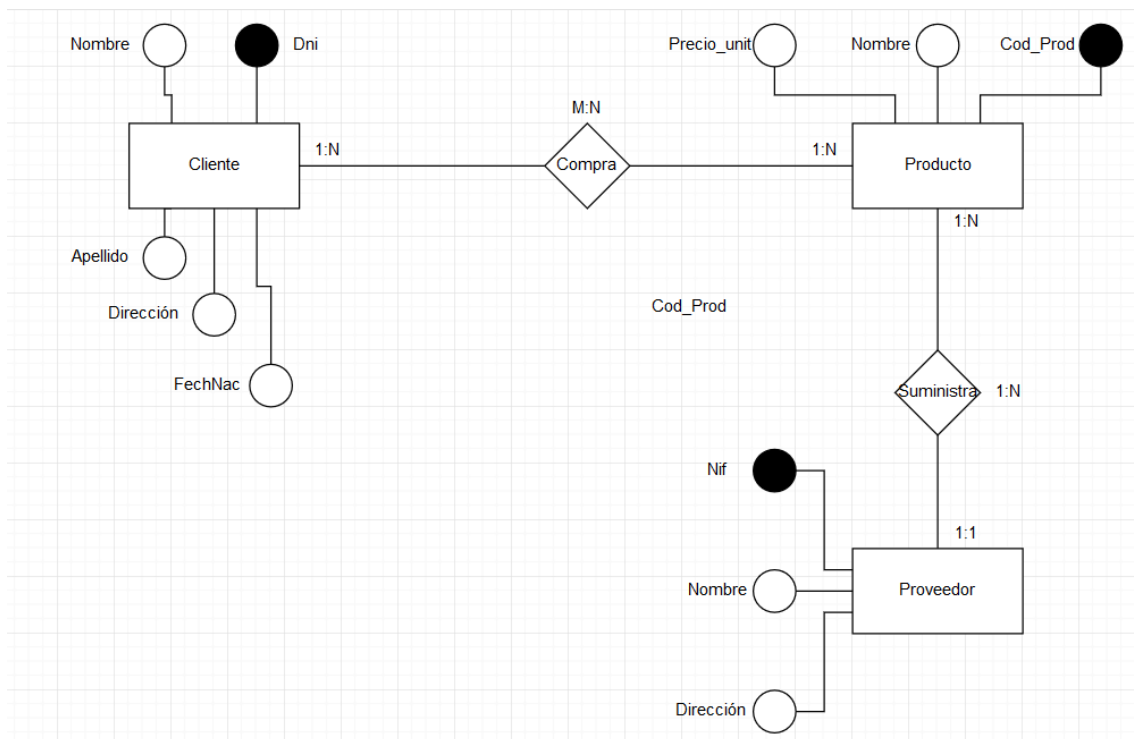 Nombre
Dni
Precio_unit
Nombre
Cod_Prod
M:N
1:N
1:N
Cliente
Compra
Producto
1:N
Apellido
Dirección
Cod_Prod
FechNac
Suministra
1:N
Nif
1:1
Nombre
Proveedor
Dirección